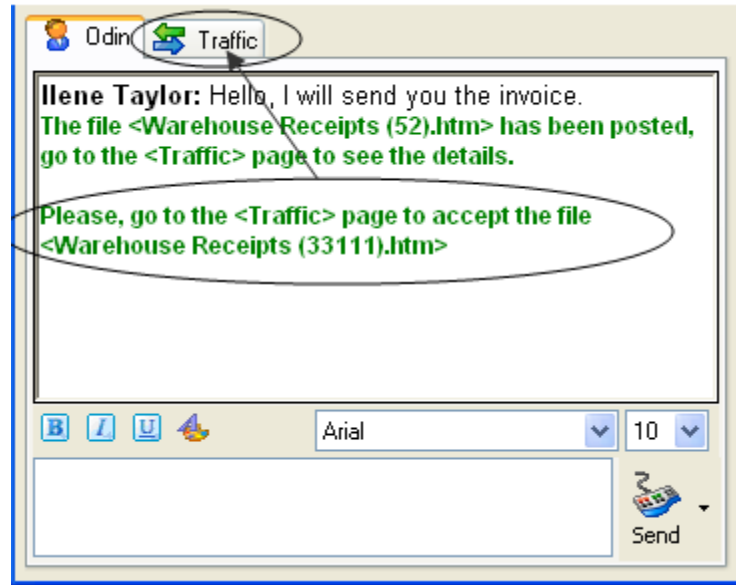 Odin Traffic
Ilene Taylor: Hello, I will send you the invoice.
The file <Warehouse Receipts (52).htm> has been posted,
go to the <Traffic> page to see the details.
Please, go to the <Traffic> page to accept the file
<Warehouse Receipts (33111).htm>
B I U A Arial 10
Send